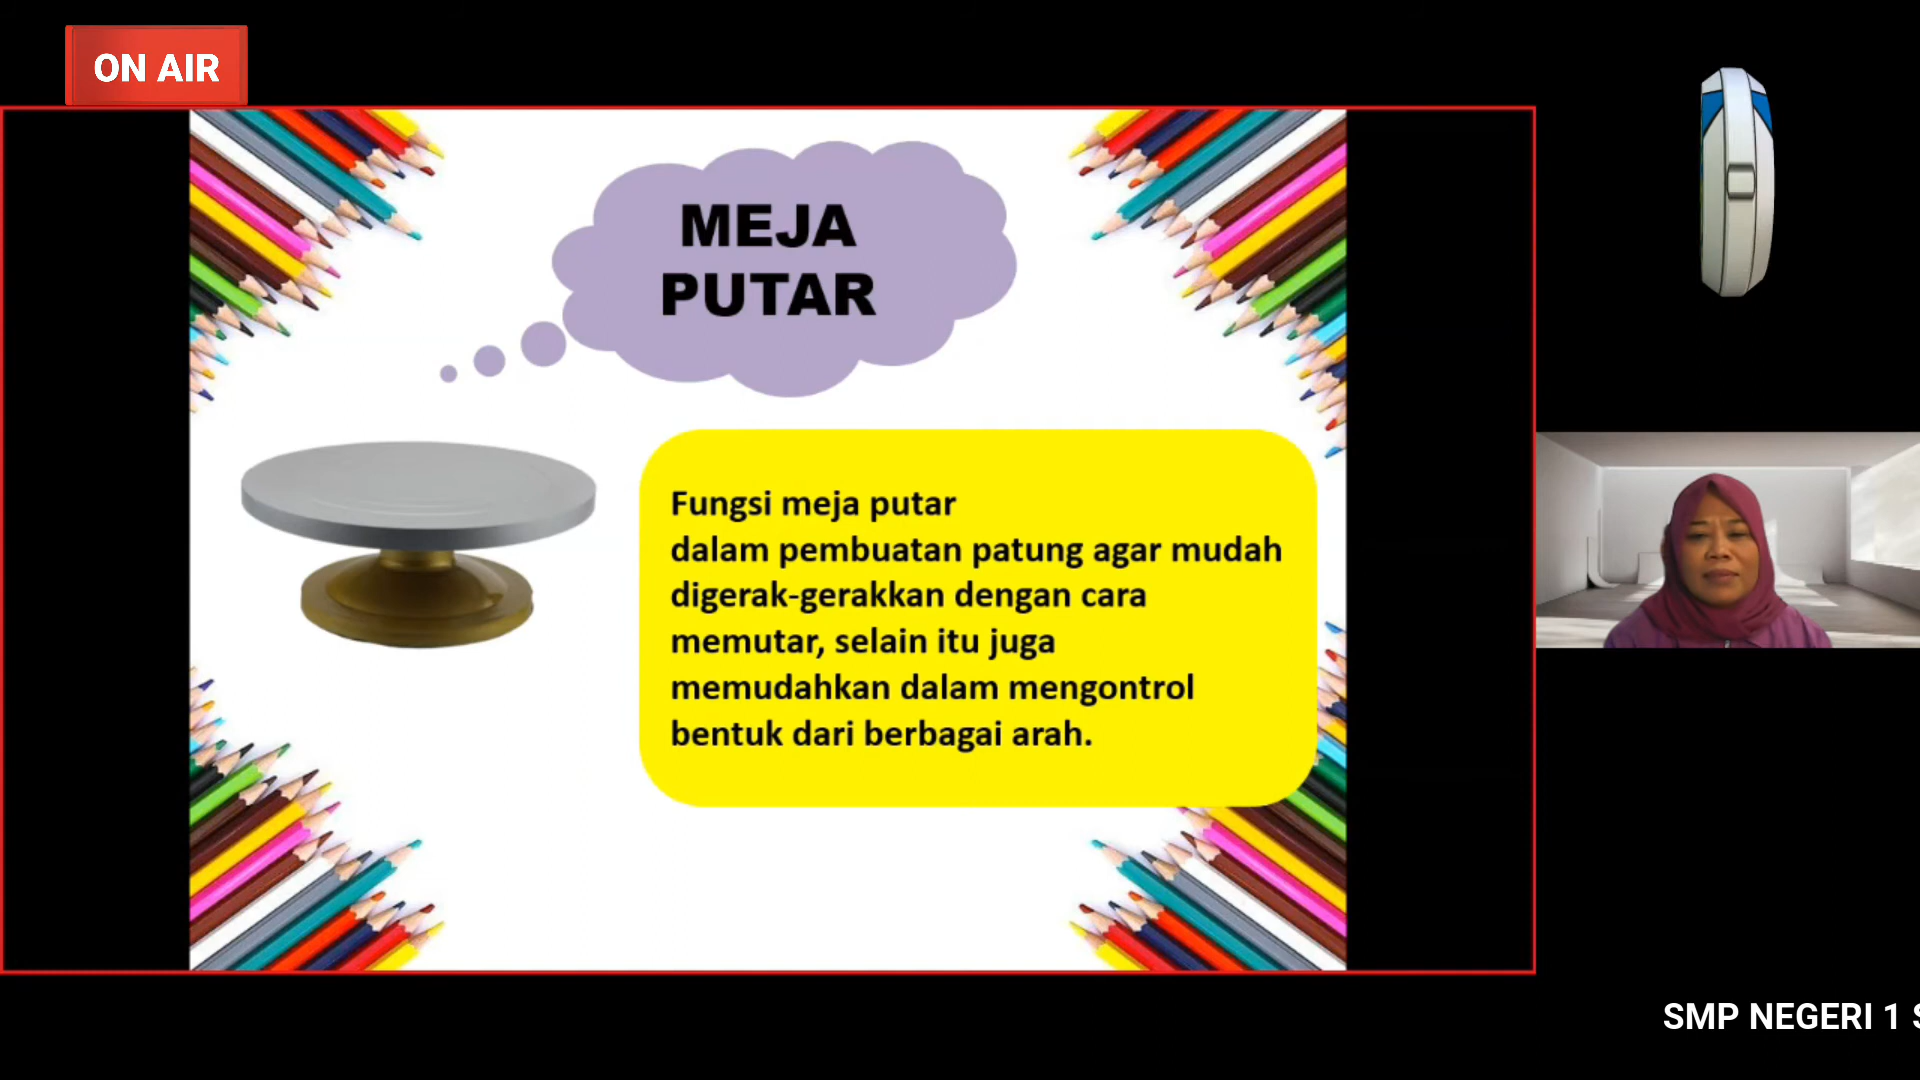 ON AIR
MEJA
PUTAR
Fungsi meja putar
dalam pembuatan patung agar mudah
digerak-gerakkan dengan cara
memutar, selain itu juga
memudahkan dalam mengontrol
bentuk dari berbagai arah.
SMP NEGERI 1